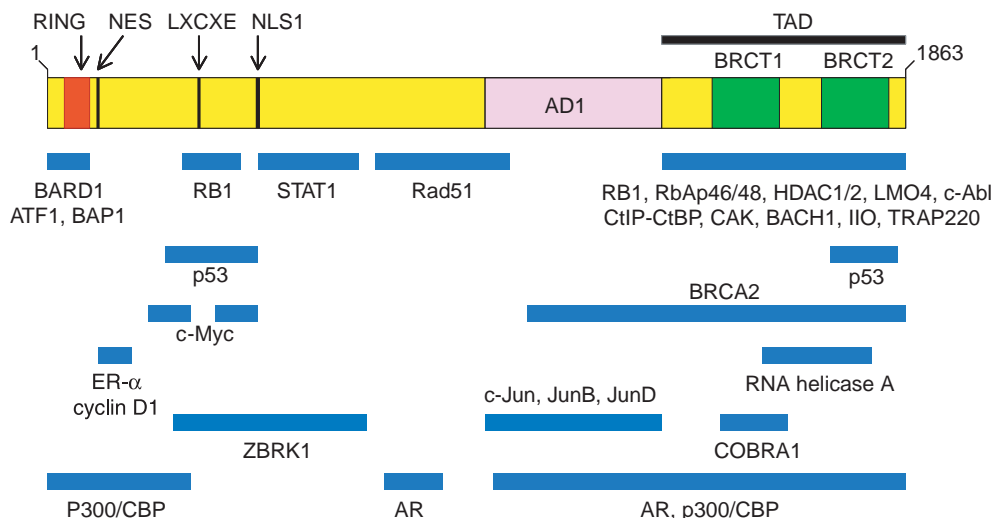 RING NES LXCXE NLS1 TAD
1 BRCT1 BRCT2 1863
AD1
BARD1 RB1 STAT1 Rad51 RB1, RbAp46/48, HDAC1/2, LMO4, c-Abl
ATF1, BAP1 CtIP-CtBP, CAK, BACH1, IIO, TRAP220
p53 p53
BRCA2
c-Myc
ER-α RNA helicase A
cyclin D1 c-Jun, JunB, JunD
ZBRK1 COBRA1
P300/CBP AR AR, p300/CBP